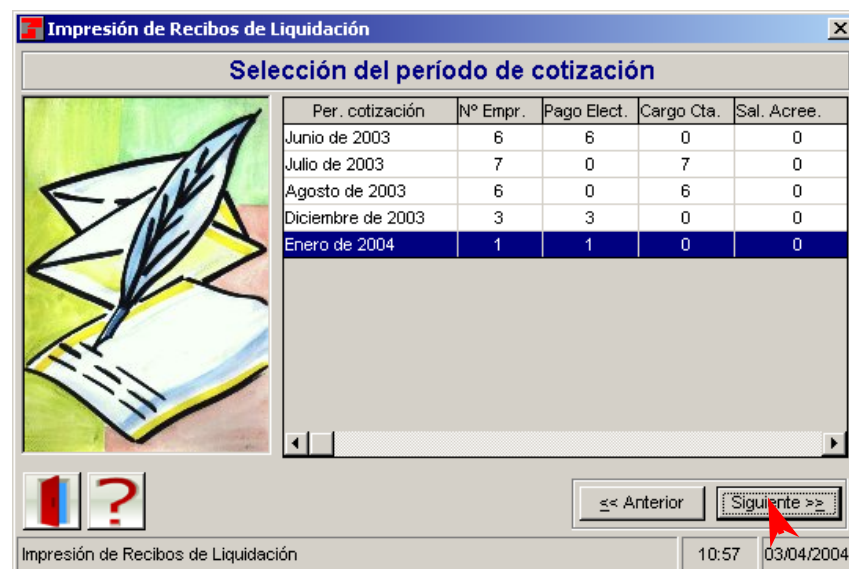 Impresión de Recibos de Liquidación
Selección del período de cotización
Per. cotización Nº Empr. Pago Elect. Cargo Cta. Sal. Acree.
Junio de 2003 6 6 0 0
Julio de 2003 7 0 7 0
Agosto de 2003 6 0 6 0
Diciembre de 2003 3 3 0 0
Enero de 2004 1 1 0 0
<< Anterior Siguiente >>
Impresión de Recibos de Liquidación 10:57 03/04/2004